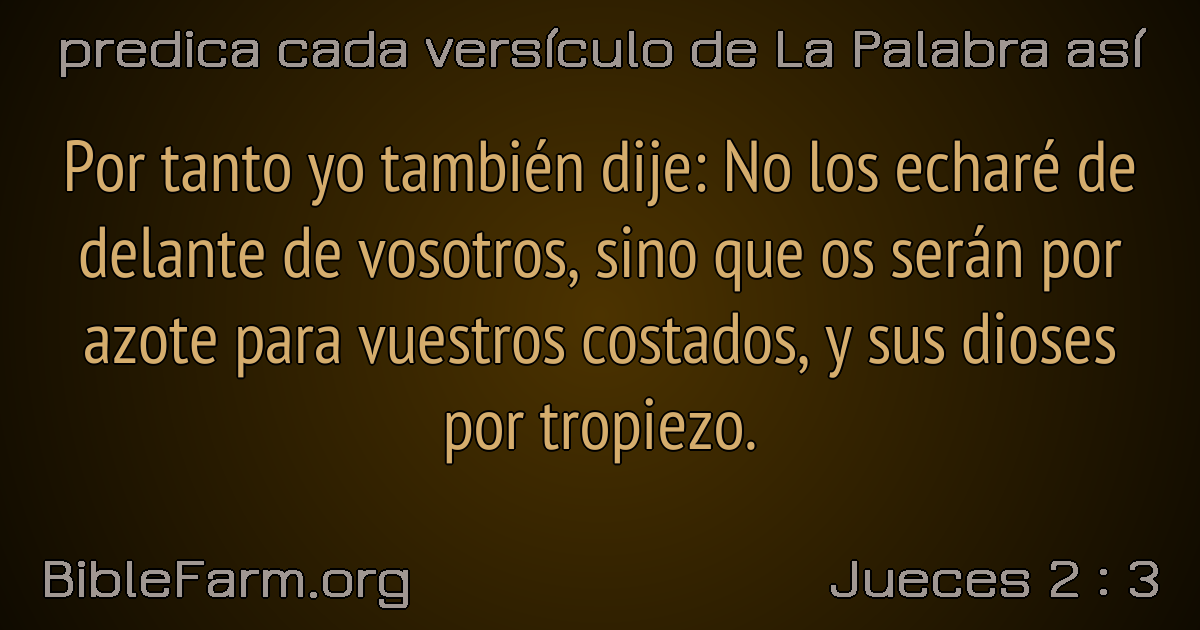 predica cada versículo de La Palabra así
Por tanto yo también dije: No los echaré de
delante de vosotros, sino que os serán por
azote para vuestros costados, y sus dioses
por tropiezo.
BibleFarm.org
Jueces 2 : 3